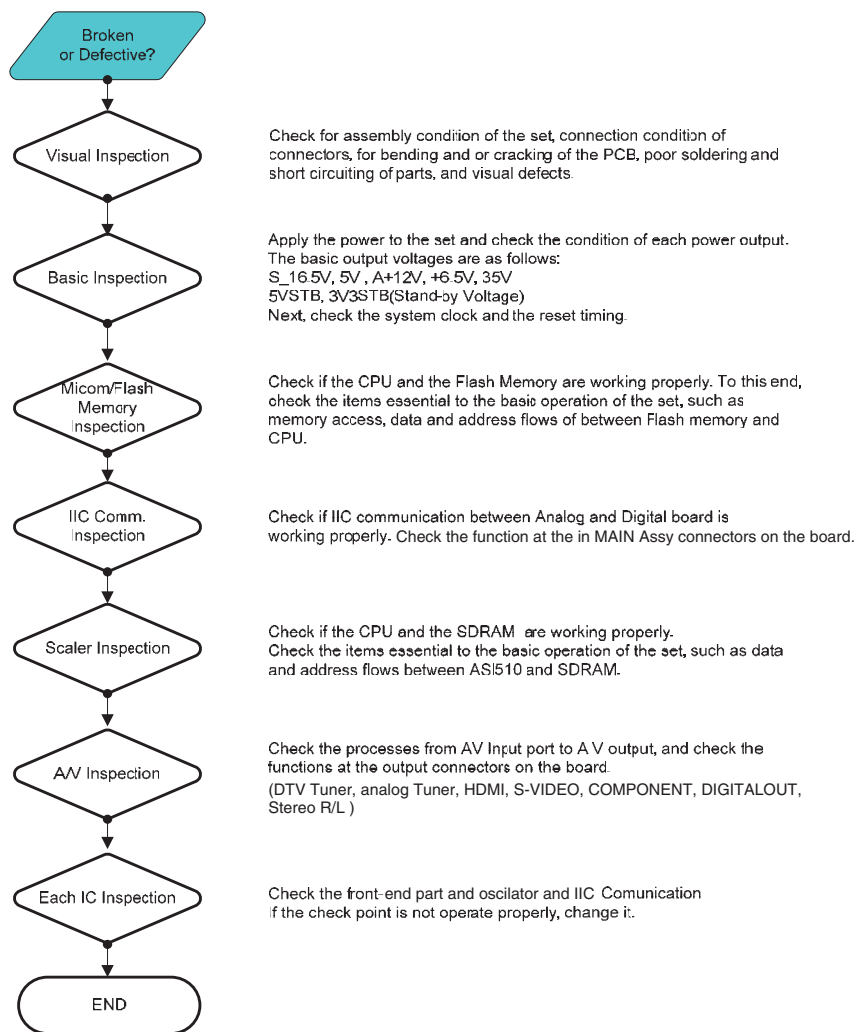 Broken
or Defective?
Visual Inspection
Check for assembly condition of the set, connection condition of
connectors, for bending and or cracking of the PCB, poor soldering and
short circuiting of parts, and visual defects.
Basic Inspection
Apply the power to the set and check the condition of each power output.
The basic output voltages are as follows:
S_16.5V, 5V , A+12V, +6.5V, 35V
5VSTB, 3V3STB(Stand-by Voltage)
Next, check the system clock and the reset timing.
Micom/Flash
Memory
Inspection
Check if the CPU and the Flash Memory are working properly. To this end,
check the items essential to the basic operation of the set, such as
memory access, data and address flows of between Flash memory and
CPU.
IIC Comm.
Inspection
Check if IIC communication between Analog and Digital board is
working properly. Check the function at the in MAIN Assy connectors on the board.
Scaler Inspection
Check if the CPU and the SDRAM are working properly.
Check the items essential to the basic operation of the set, such as data
and address flows between ASI510 and SDRAM.
A/V Inspection
Check the processes from AV Input port to A V output, and check the
functions at the output connectors on the board.
(DTV Tuner, analog Tuner, HDMI, S-VIDEO, COMPONENT, DIGITALOUT,
Stereo R/L )
Each IC Inspection
Check the front-end part and oscilator and IIC Comunication
If the check point is not operate properly, change it.
END